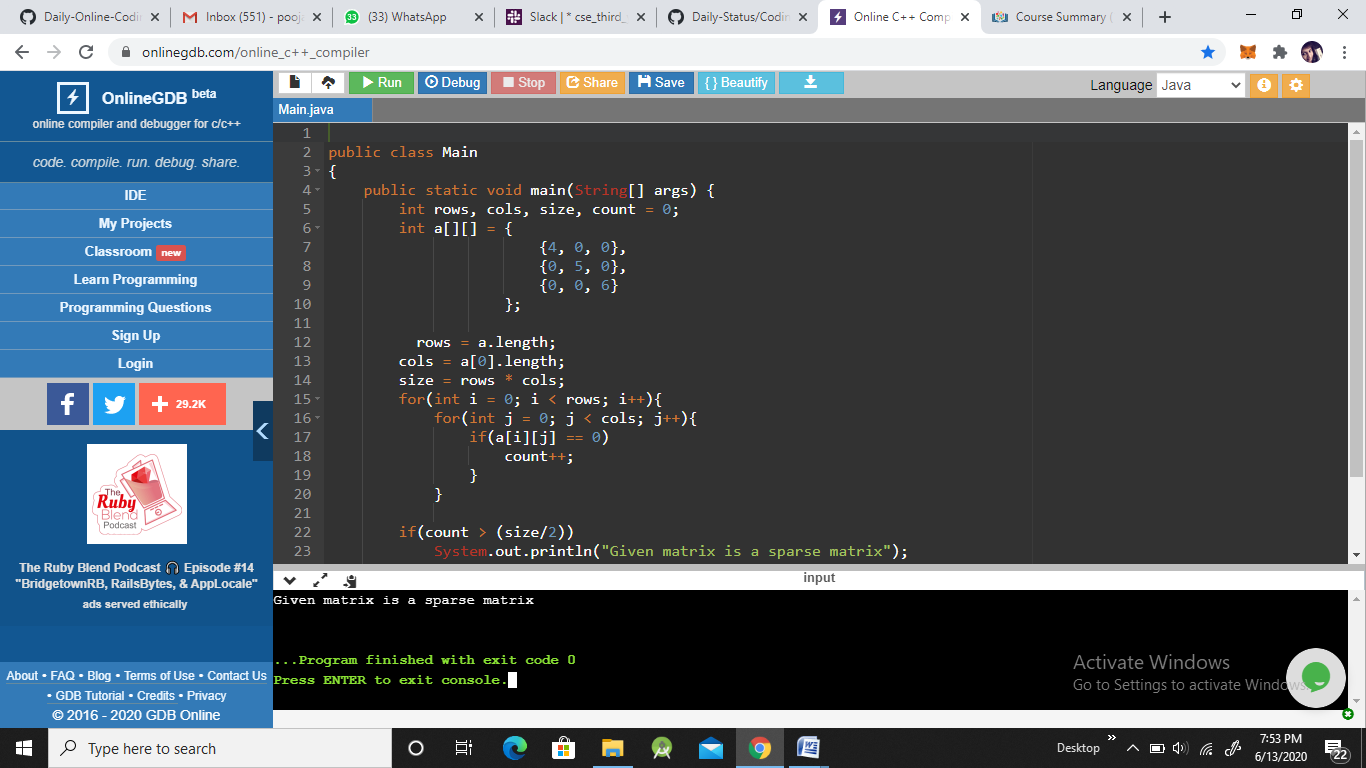 Daily-Online-Codin
Inbox (551) - pooja
(33) WhatsApp
Slack | * cse_third_
Daily-Status/Codin
Online C++ Comp
Course Summary (
onlinegdb.com/online_c++_compiler
OnlineGDB beta
online compiler and debugger for c/c++
code. compile. run. debug. share.
IDE
My Projects
Classroom new
Learn Programming
Programming Questions
Sign Up
Login
f + 29.2K
The
Ruby
Blend
Podcast
The Ruby Blend Podcast 🎧 Episode #14
"BridgetownRB, RailsBytes, & AppLocale"
ads served ethically
About • FAQ • Blog • Terms of Use • Contact Us
• GDB Tutorial • Credits • Privacy
© 2016 - 2020 GDB Online
Run Debug Stop Share Save { } Beautify
Language Java
Main.java
1
2 public class Main
3 {
4 public static void main(String[] args) {
5 int rows, cols, size, count = 0;
6 int a[][] = {
7 {4, 0, 0},
8 {0, 5, 0},
9 {0, 0, 6}
10 };
11
12 rows = a.length;
13 cols = a[0].length;
14 size = rows * cols;
15 for(int i = 0; i < rows; i++){
16 for(int j = 0; j < cols; j++){
17 if(a[i][j] == 0)
18 count++;
19 }
20 }
21
22 if(count > (size/2))
23 System.out.println("Given matrix is a sparse matrix");
input
Given matrix is a sparse matrix
...Program finished with exit code 0
Press ENTER to exit console.
Activate Windows
Go to Settings to activate Windows.
Type here to search
Desktop
7:53 PM
6/13/2020
22